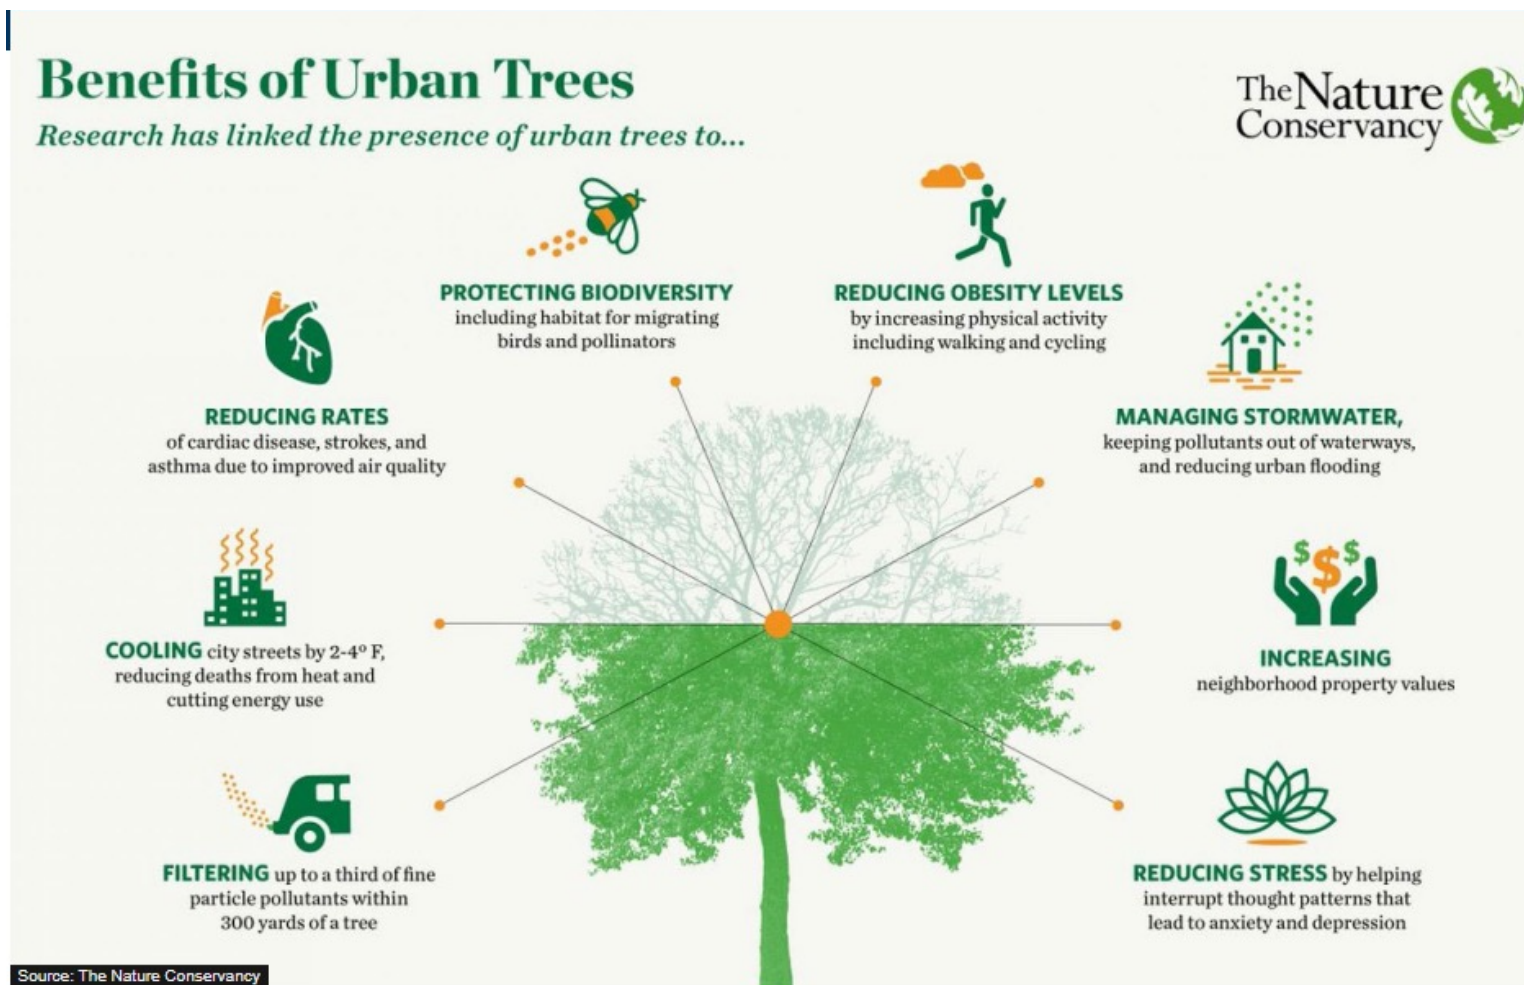 Benefits of Urban Trees
Research has linked the presence of urban trees to...
The Nature
Conservancy
PROTECTING BIODIVERSITY
including habitat for migrating
birds and pollinators
REDUCING OBESITY LEVELS
by increasing physical activity
including walking and cycling
REDUCING RATES
of cardiac disease, strokes, and
asthma due to improved air quality
MANAGING STORMWATER,
keeping pollutants out of waterways,
and reducing urban flooding
COOLING city streets by 2-4º F,
reducing deaths from heat and
cutting energy use
$ $ $
INCREASING
neighborhood property values
FILTERING up to a third of fine
particle pollutants within
300 yards of a tree
REDUCING STRESS by helping
interrupt thought patterns that
lead to anxiety and depression
Source: The Nature Conservancy